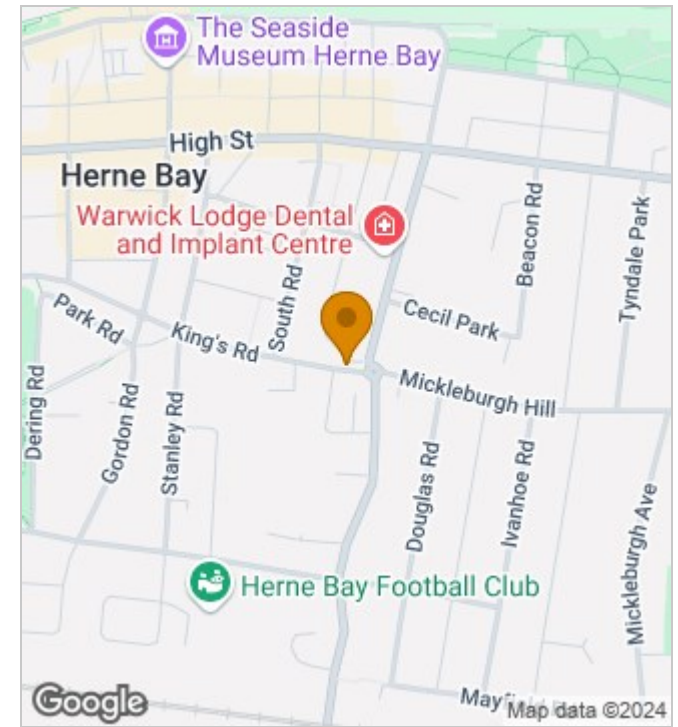 The Seaside
Museum Herne Bay
High St
Herne Bay
Warwick Lodge Dental
and Implant Centre
Beacon Rd
Tyndale Park
South Rd
Cecil Park
Park Rd
King's Rd
Mickleburgh Hill
Dering Rd
Gordon Rd
Stanley Rd
Douglas Rd
Ivanhoe Rd
Mickleburgh Ave
Herne Bay Football Club
Google
Mayfield
Map data ©2024